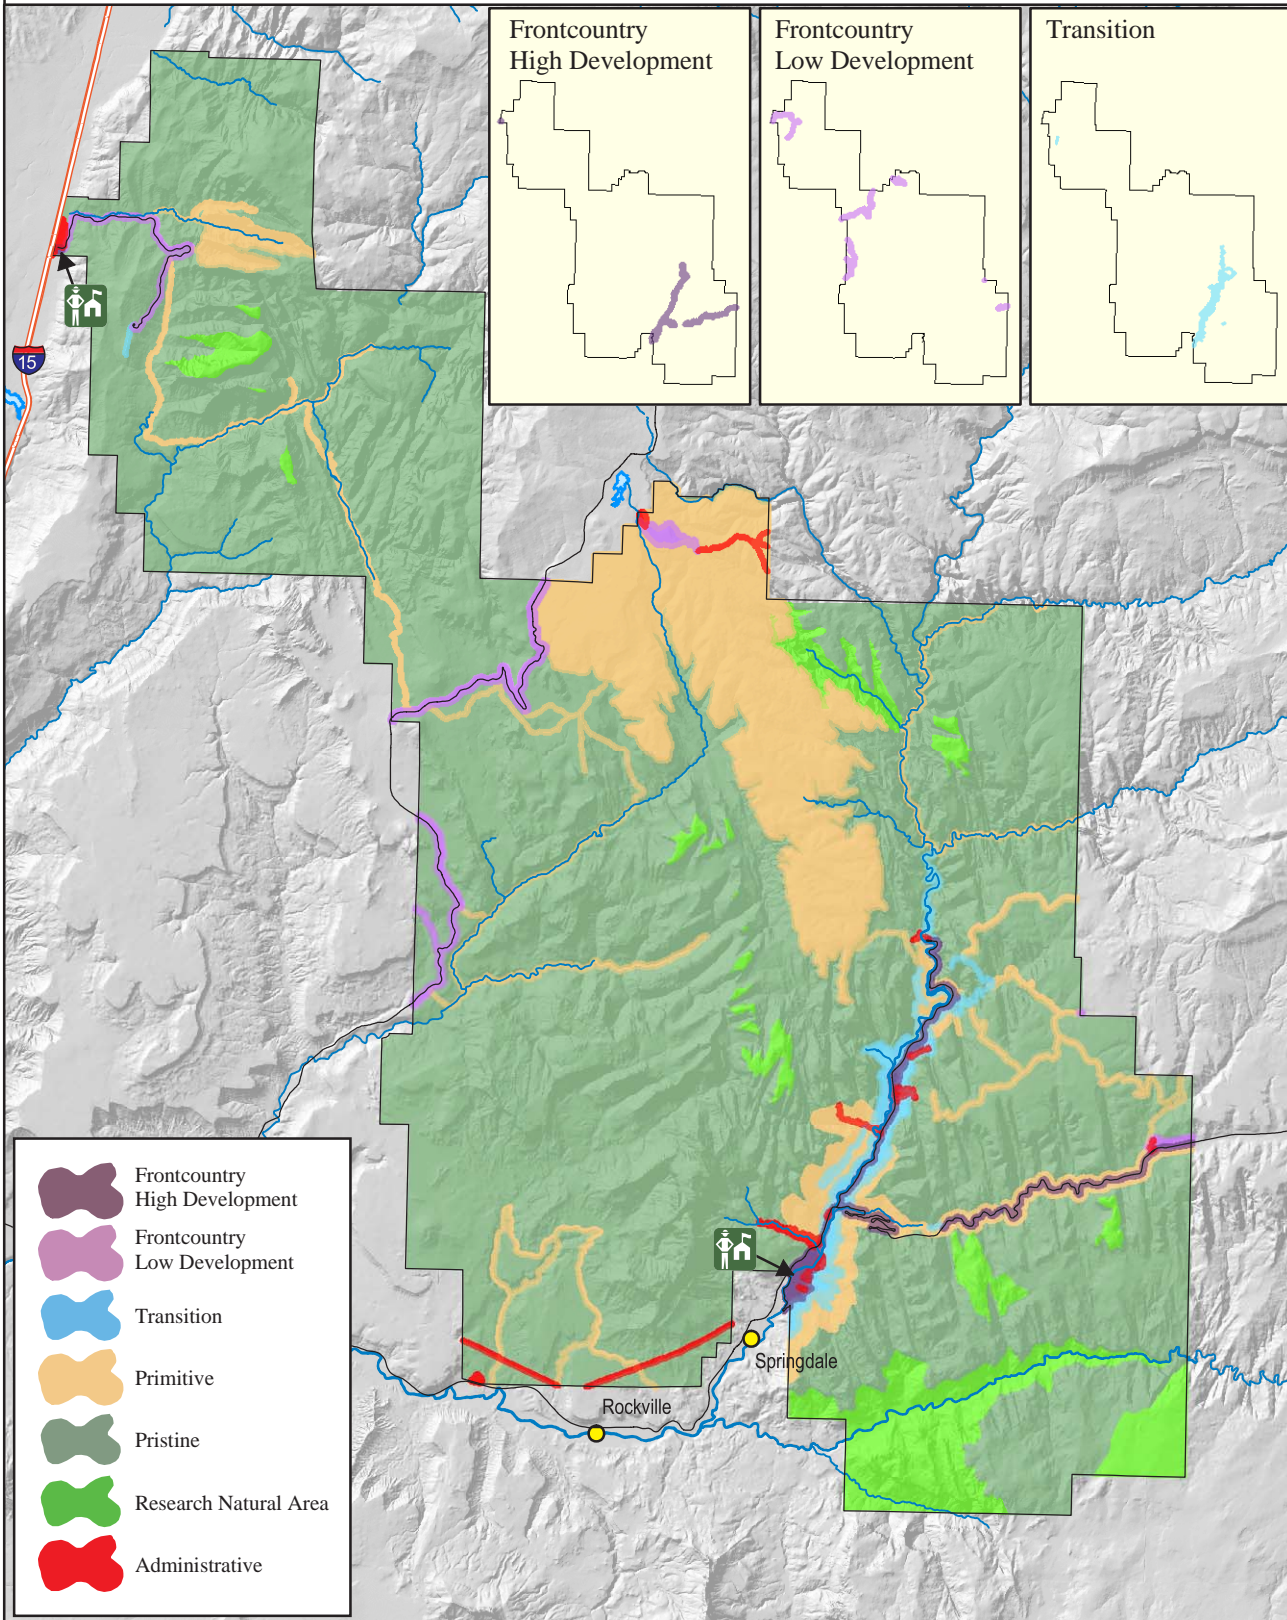 Frontcountry
High Development
Frontcountry
Low Development
Transition
15
Springdale
Rockville
Frontcountry
High Development
Frontcountry
Low Development
Transition
Primitive
Pristine
Research Natural Area
Administrative